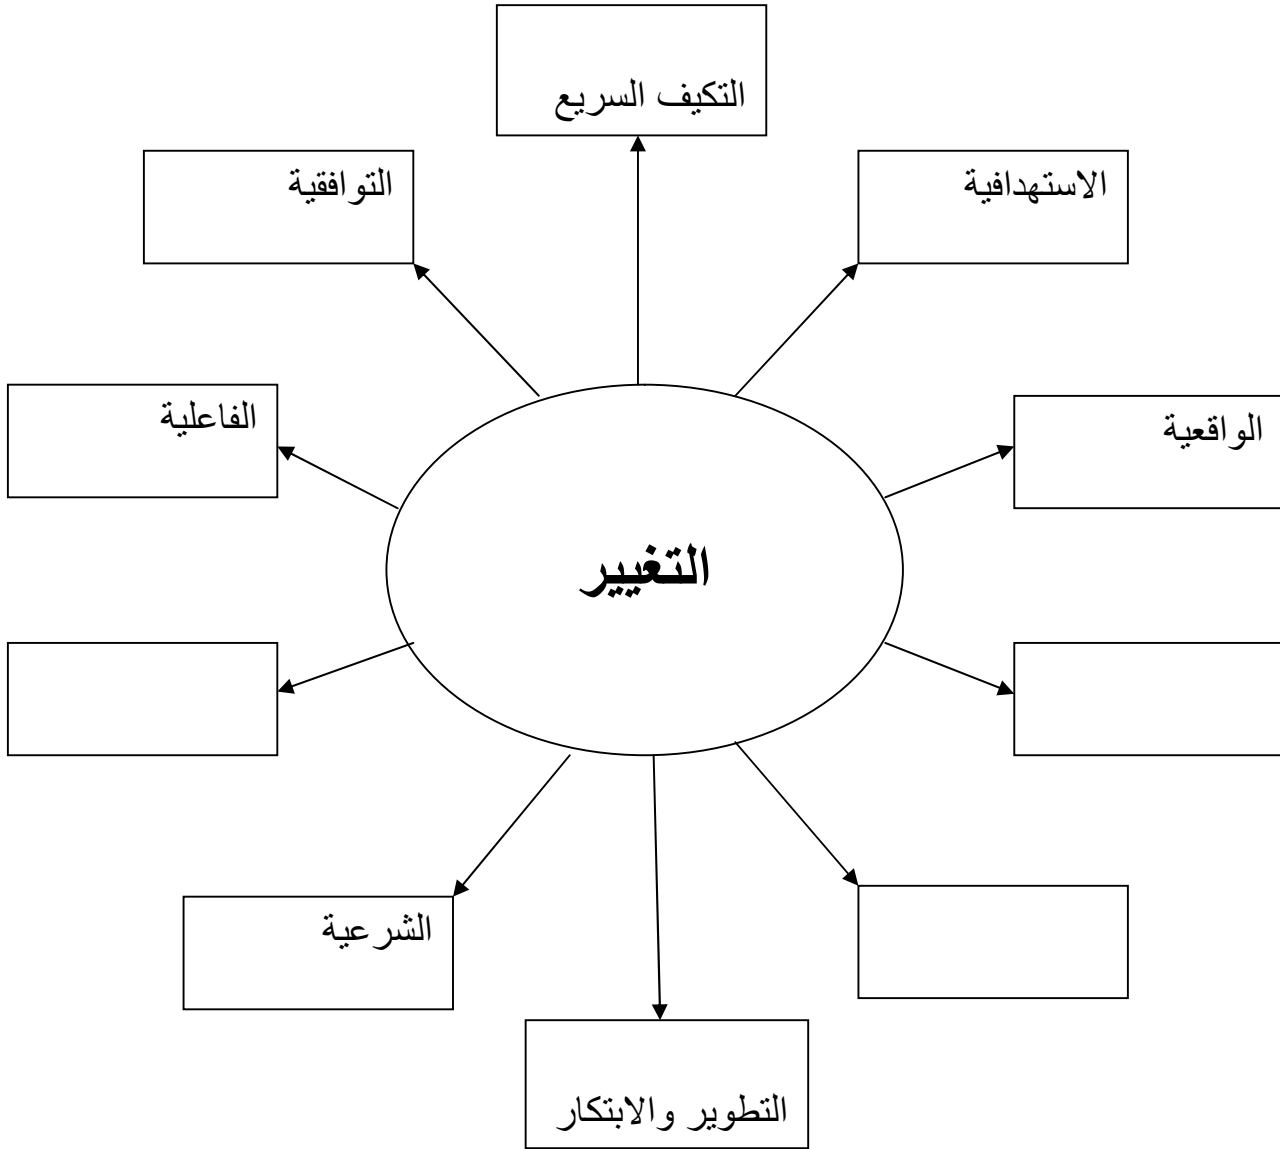 التكيف السريع
الاستهدافية
التوافقية
الواقعية
الفاعلية
التغيير
الشرعية
التطوير والابتكار